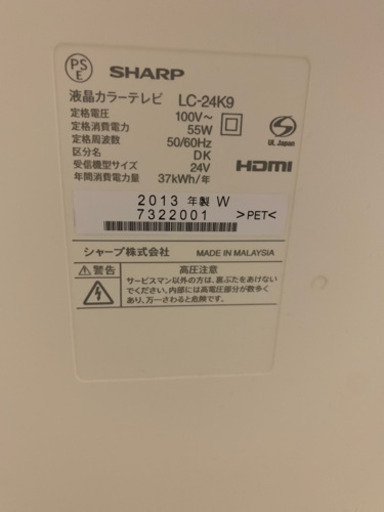 PS E SHARP
液晶カラーテレビ LC-24K9
定格電圧 100V~
定格消費電力 55W
定格周波数 50/60Hz
区分名 DK
受信機型サイズ 24V
年間消費電力量 37kWh/年
UL Japan
HDMI
2013 年製 W
7322001 >PET<
シャープ株式会社 MADE IN MALAYSIA
警告 高圧注意
サービスマン以外の方は、裏ぶたをあけない
でください。内部には高電圧部分が数多く
あり、万一さわると危険です。